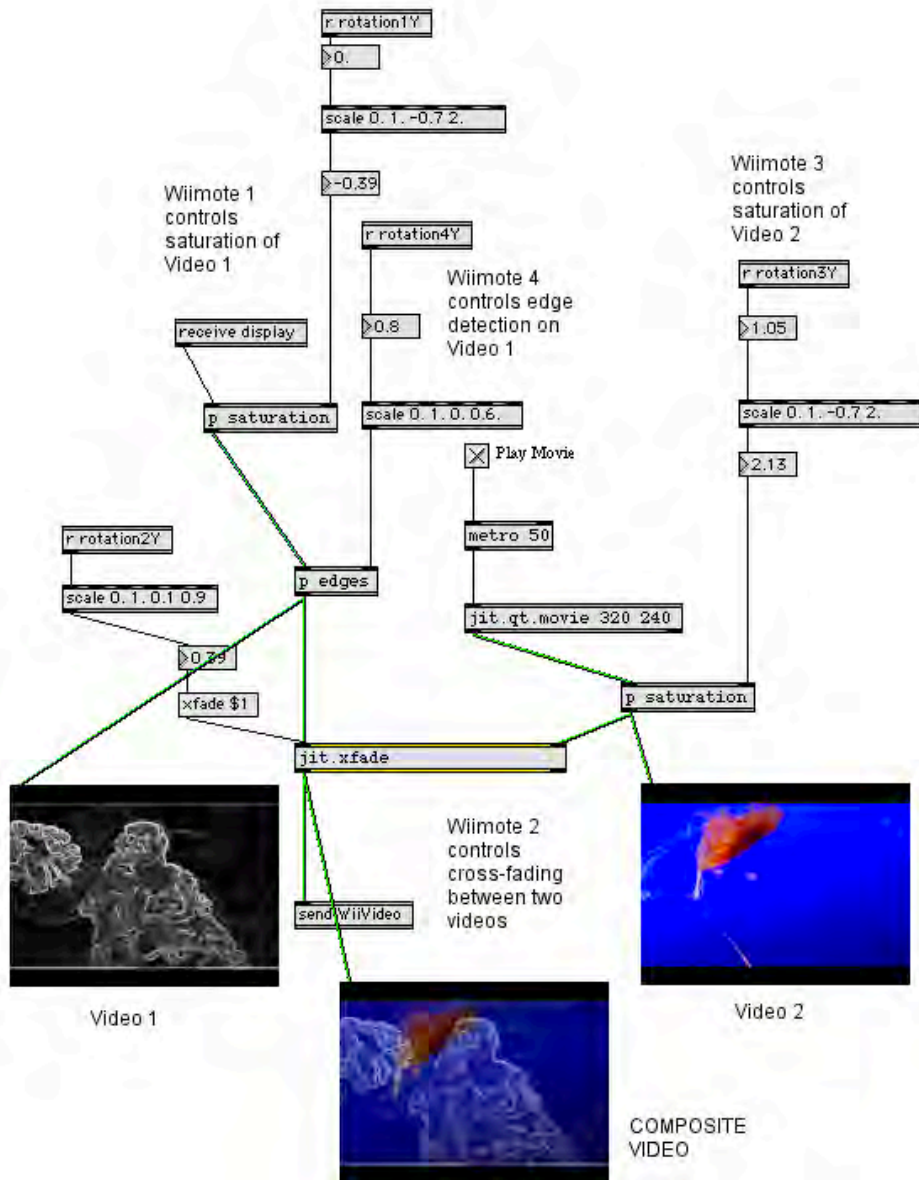 r rotation1Y
0.
scale 0. 1. -0.7 2.
-0.39
Wiimote 1
controls
saturation of
Video 1
r rotation4Y
Wiimote 3
controls
saturation of
Video 2
r rotation3Y
Wiimote 4
controls edge
detection on
Video 1
receive display
0.8
1.05
p saturation
scale 0. 1. 0. 0.6.
scale 0. 1. -0.7 2.
Play Movie
2.13
r rotation2Y
metro 50
p edges
scale 0. 1. 0.1 0.9
jit.qt.movie 320 240
0.39
xfade $1
p saturation
jit.xfade
Wiimote 2
controls
cross-fading
between two
videos
send WiiVideo
Video 1
Video 2
COMPOSITE
VIDEO